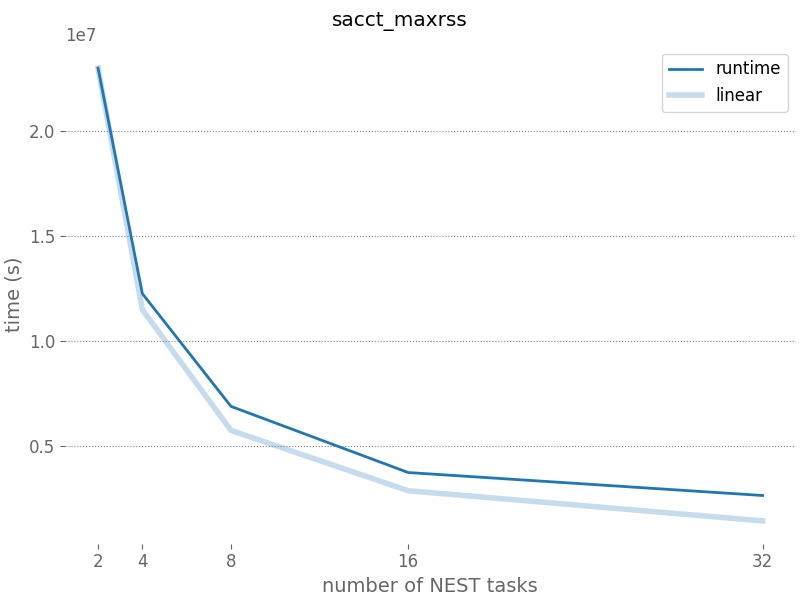 sacct_maxrss
1e7
runtime
linear
2.0
1.5
1.0
0.5
time (s)
2 4 8 16 32
number of NEST tasks